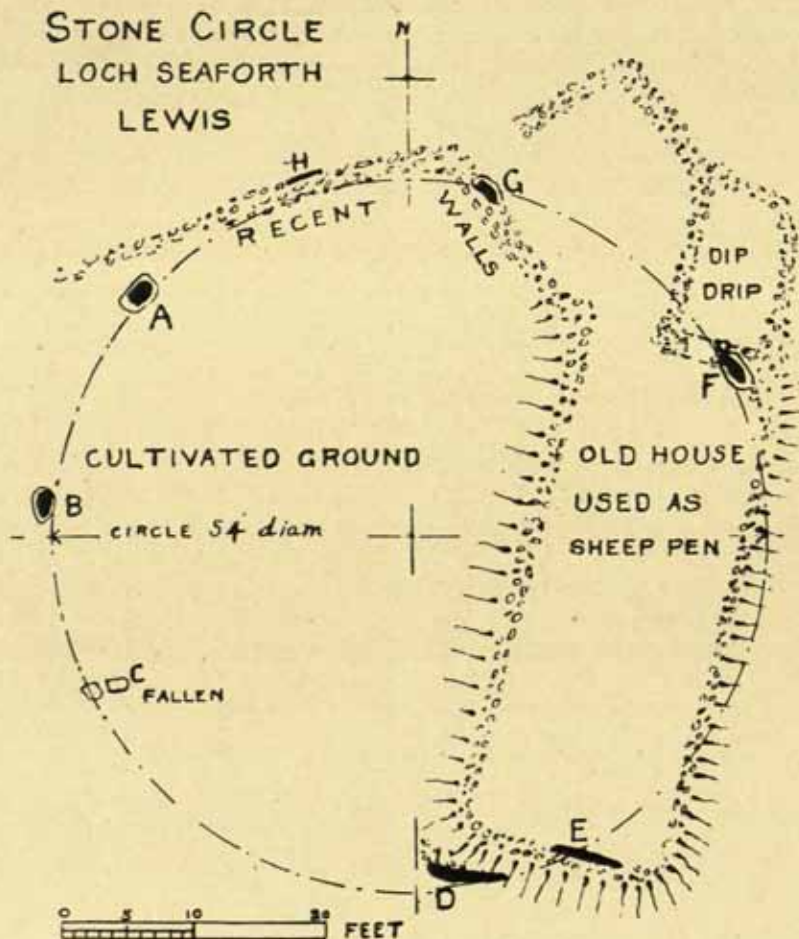 STONE CIRCLE
LOCH SEAFORTH
LEWIS
N
H
G
RECENT
WALLS
DIP
DRIP
A
F
CULTIVATED GROUND
OLD HOUSE
USED AS
SHEEP PEN
B
CIRCLE 54 diam
C
FALLEN
E
D
0 5 10 20
FEET